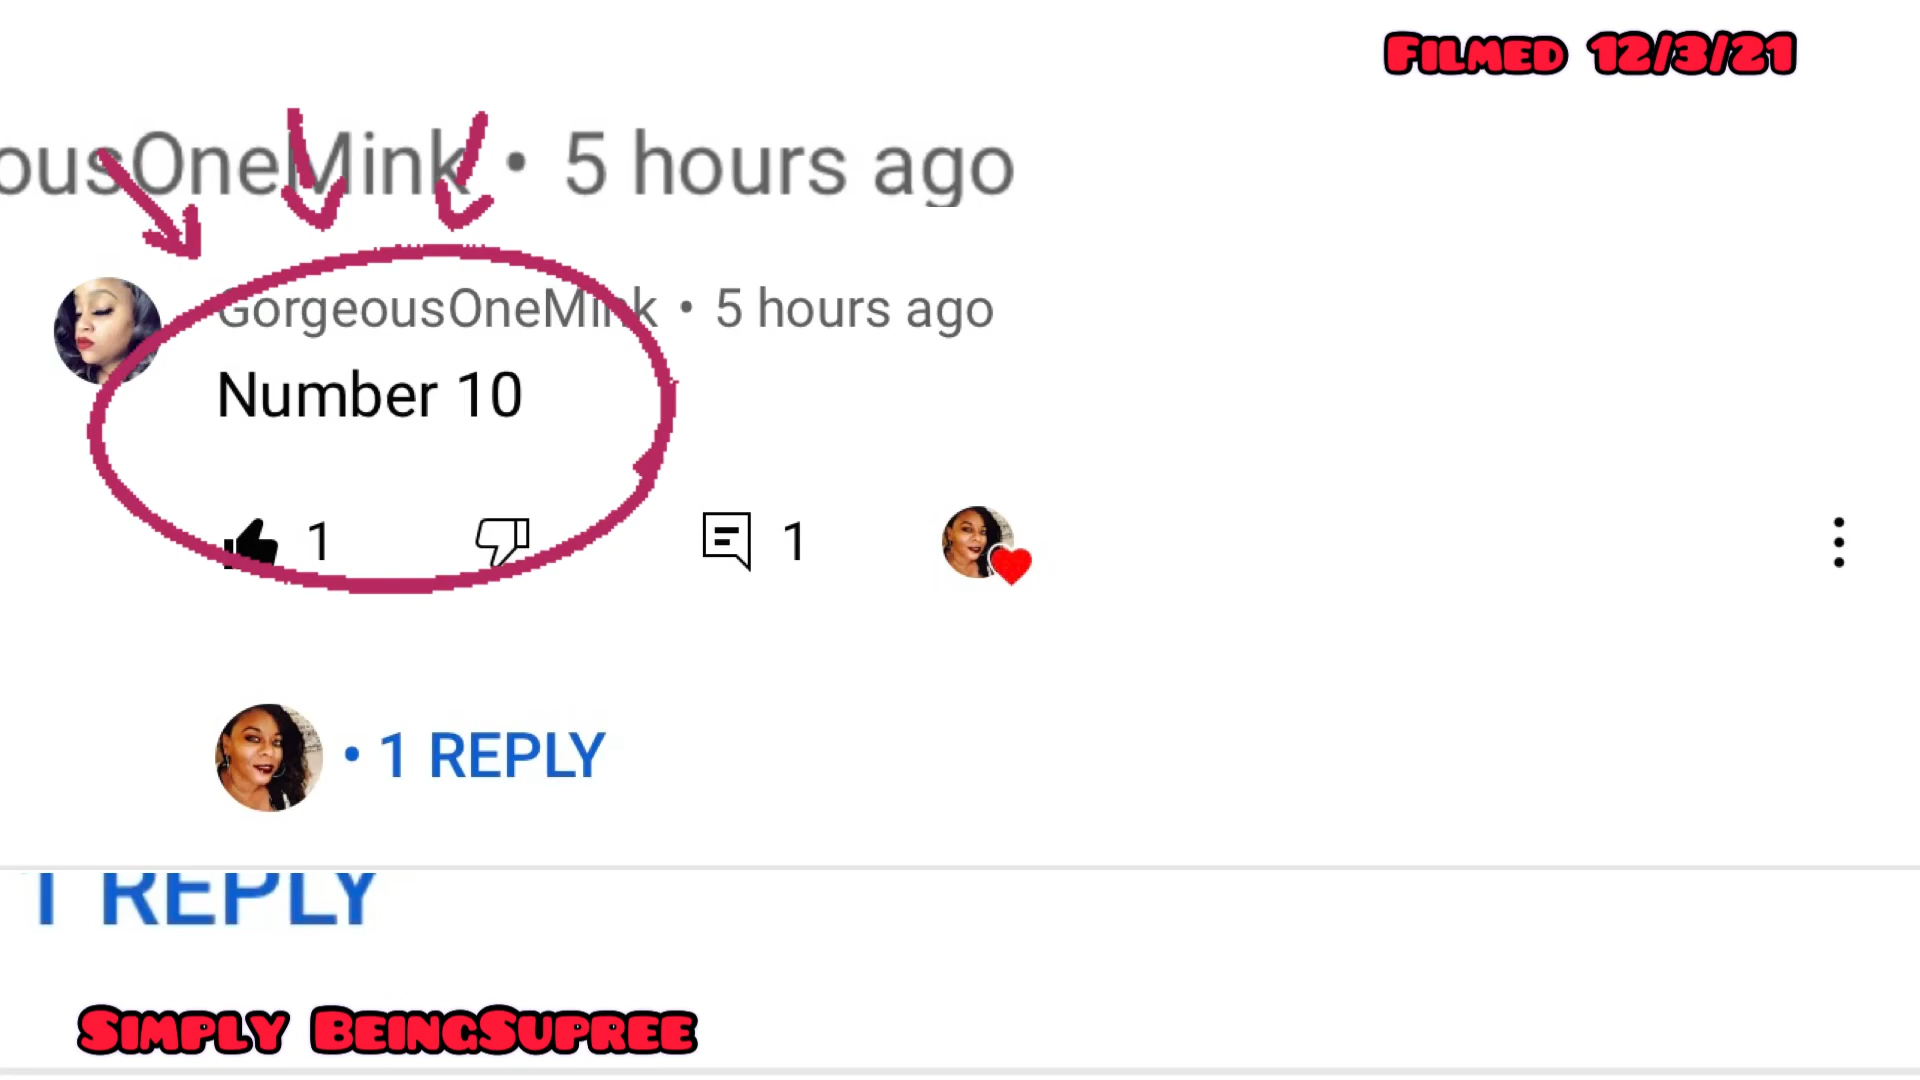 Filmed 12/3/21
ousOneMink • 5 hours ago
GorgeousOneMink • 5 hours ago
Number 10
1
1
• 1 REPLY
1 REPLY
Simply BeingSupree